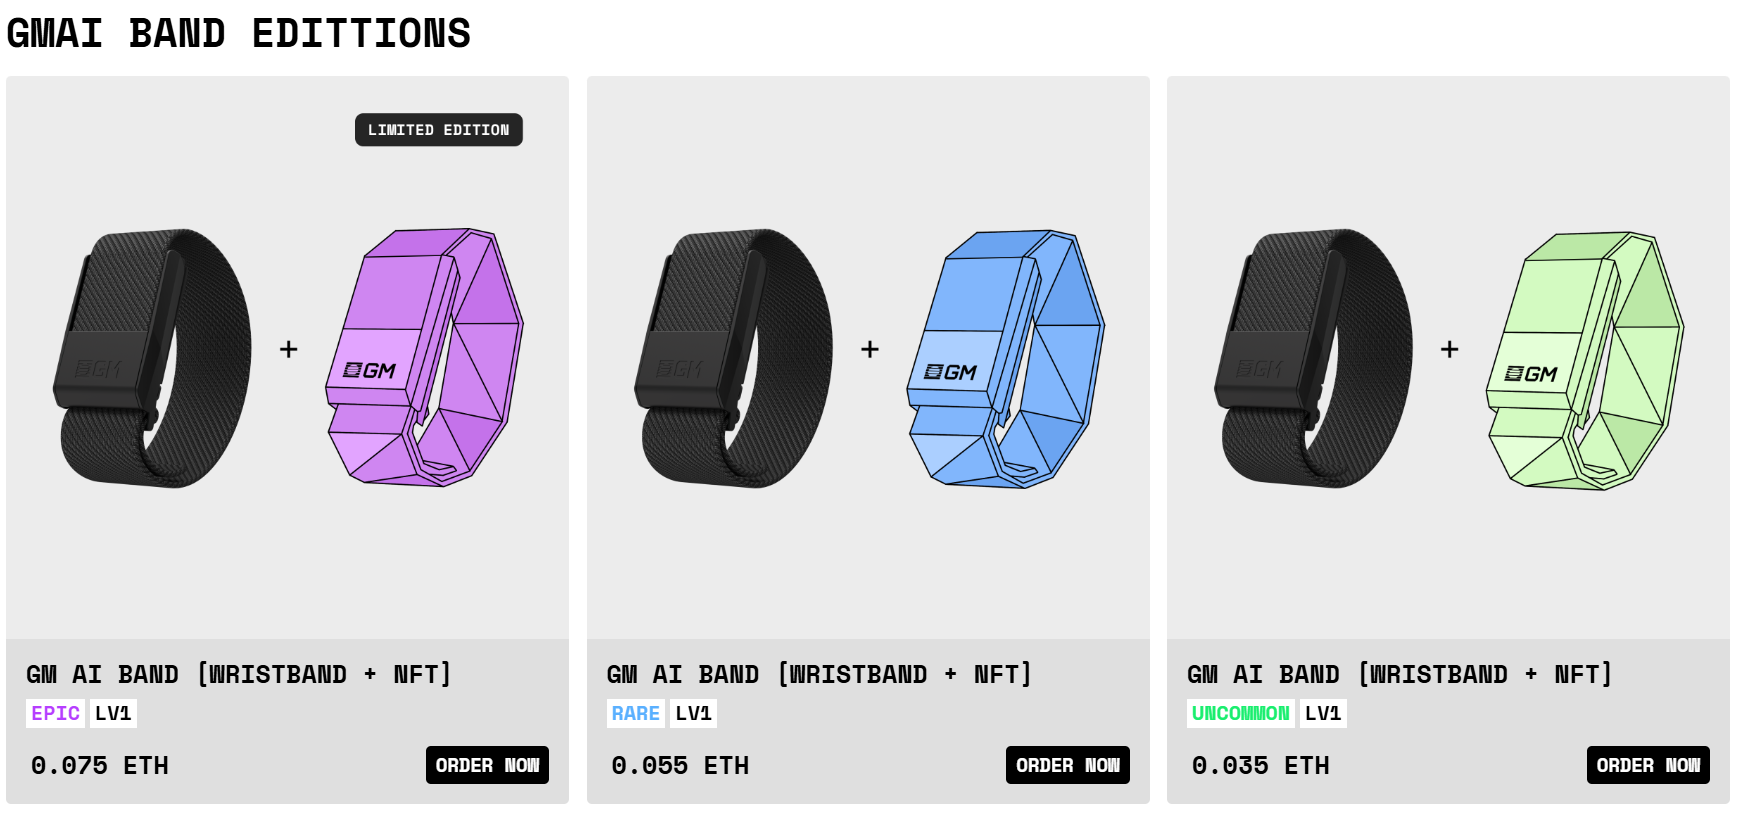 GMAI BAND EDITTIONS
LIMITED EDITION
GM
+
GM
GM AI BAND [WRISTBAND + NFT]
EPIC LV1
0.075 ETH ORDER NOW
GM
+
GM
GM AI BAND [WRISTBAND + NFT]
RARE LV1
0.055 ETH ORDER NOW
GM
+
GM
GM AI BAND [WRISTBAND + NFT]
UNCOMMON LV1
0.035 ETH ORDER NOW